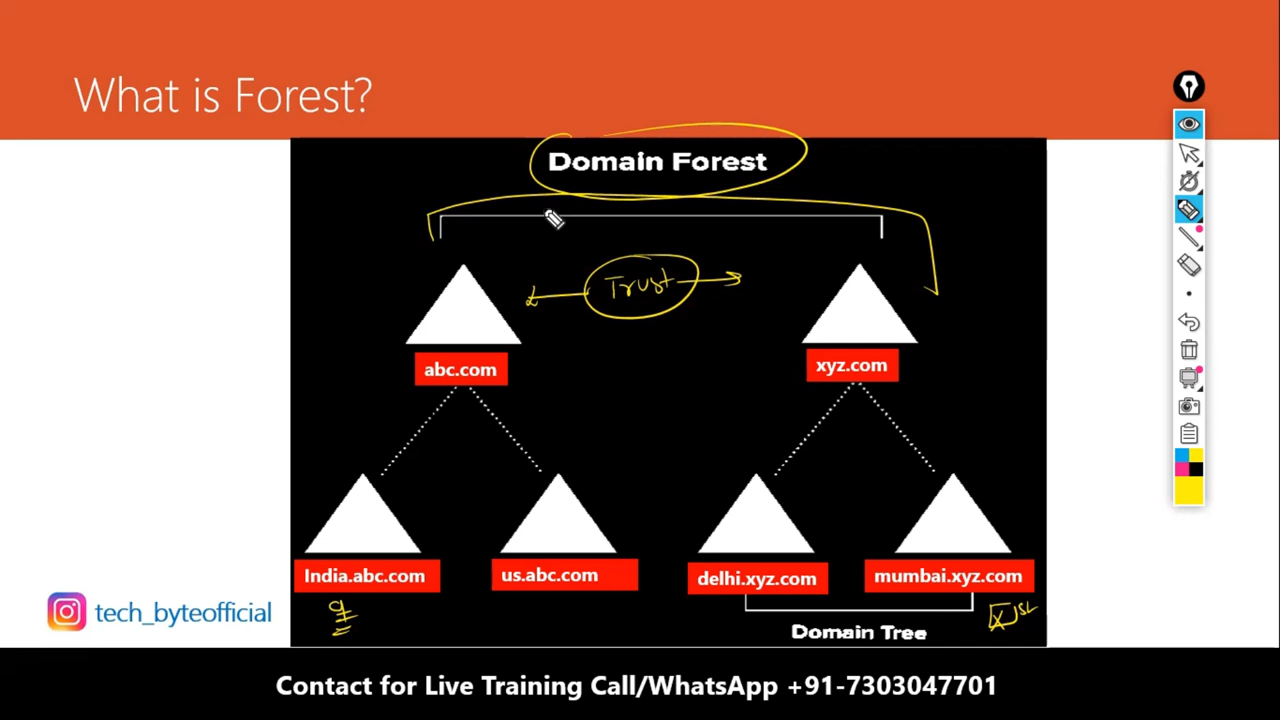 What is Forest?
Domain Forest
Trust
abc.com
xyz.com
India.abc.com
us.abc.com
delhi.xyz.com
mumbai.xyz.com
Domain Tree
tech_byteofficial
Contact for Live Training Call/WhatsApp +91-7303047701